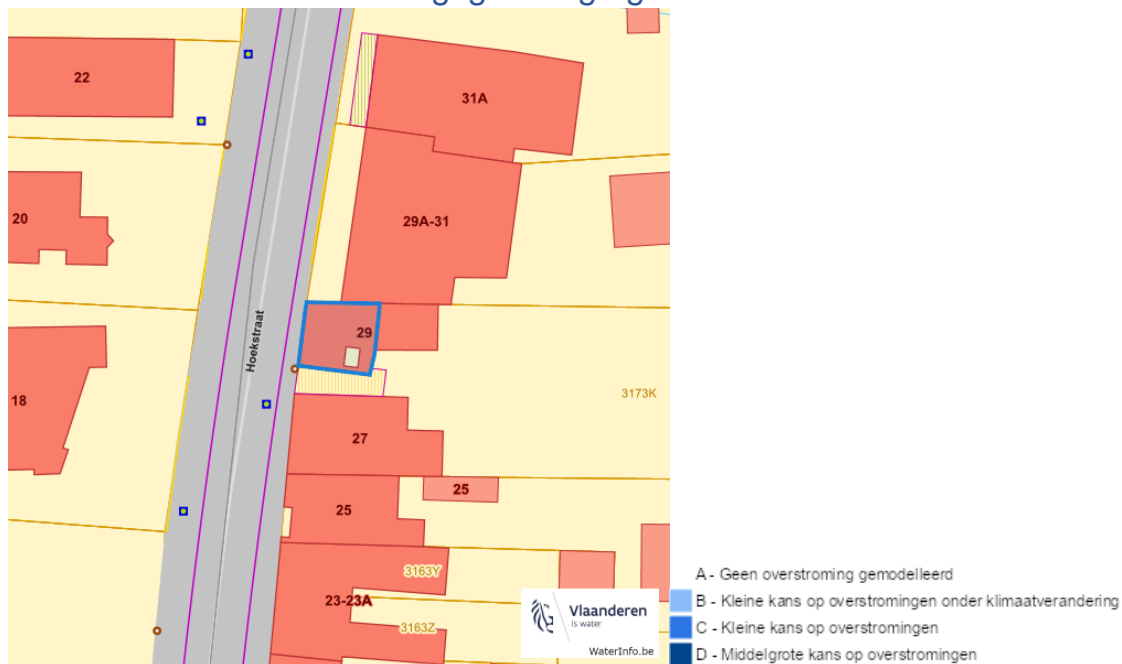 22
31A
20
29A-31
Hoekstraat
29
18
3173K
27
25
25
3163Y
23-23A
3163Z
Vlaanderen
is water
WaterInfo.be
A - Geen overstroming gemodelleerd
B - Kleine kans op overstromingen onder klimaatverandering
C - Kleine kans op overstromingen
D - Middelgrote kans op overstromingen